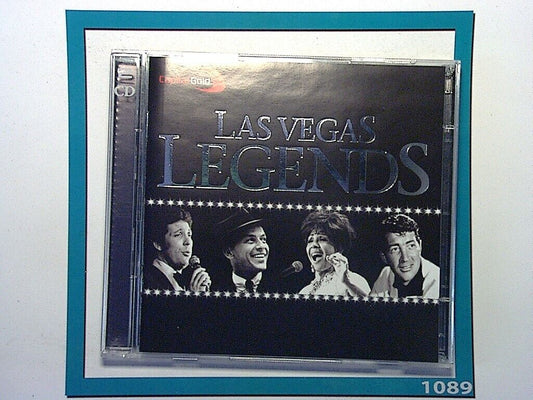 Capital Gold
LAS VEGAS
LEGENDS
CD
1089